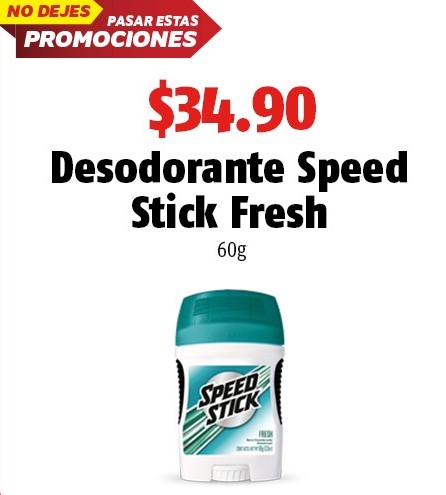 NO DEJES
PASAR ESTAS
PROMOCIONES
$34.90
Desodorante Speed
Stick Fresh
60g
SPEED
STICK
FRESH